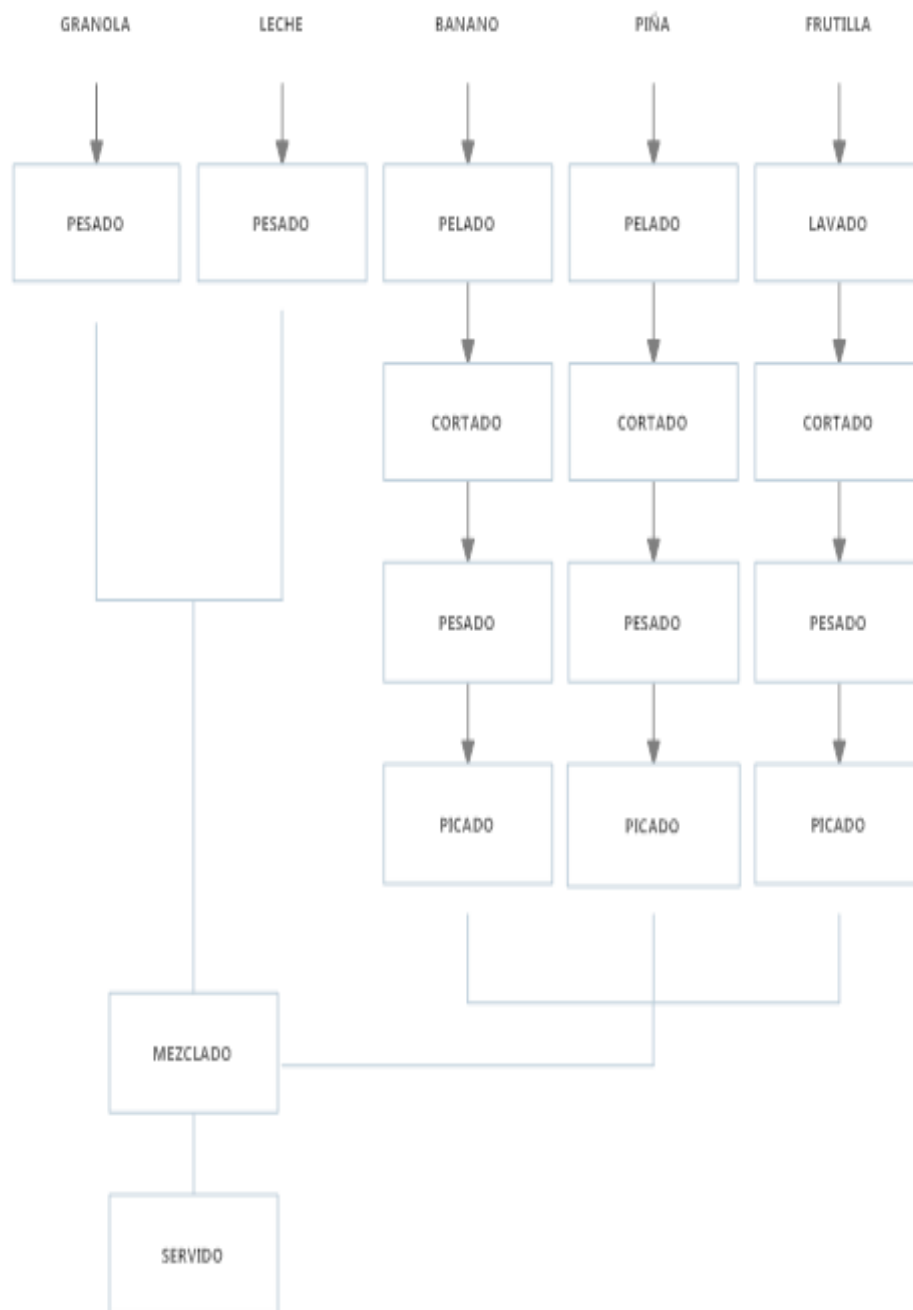 GRANOLA LECHE BANANO PIÑA FRUTILLA
PESADO PESADO PELADO PELADO LAVADO
CORTADO CORTADO CORTADO
PESADO PESADO PESADO
PICADO PICADO PICADO
MEZCLADO
SERVIDO